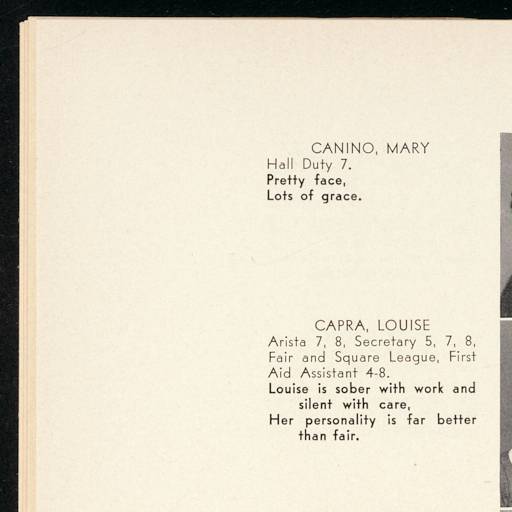 CANINO, MARY
Hall Duty 7.
Pretty face,
Lots of grace.
CAPRA, LOUISE
Arista 7, 8, Secretary 5, 7, 8,
Fair and Square League, First
Aid Assistant 4-8.
Louise is sober with work and
silent with care,
Her personality is far better
than fair.